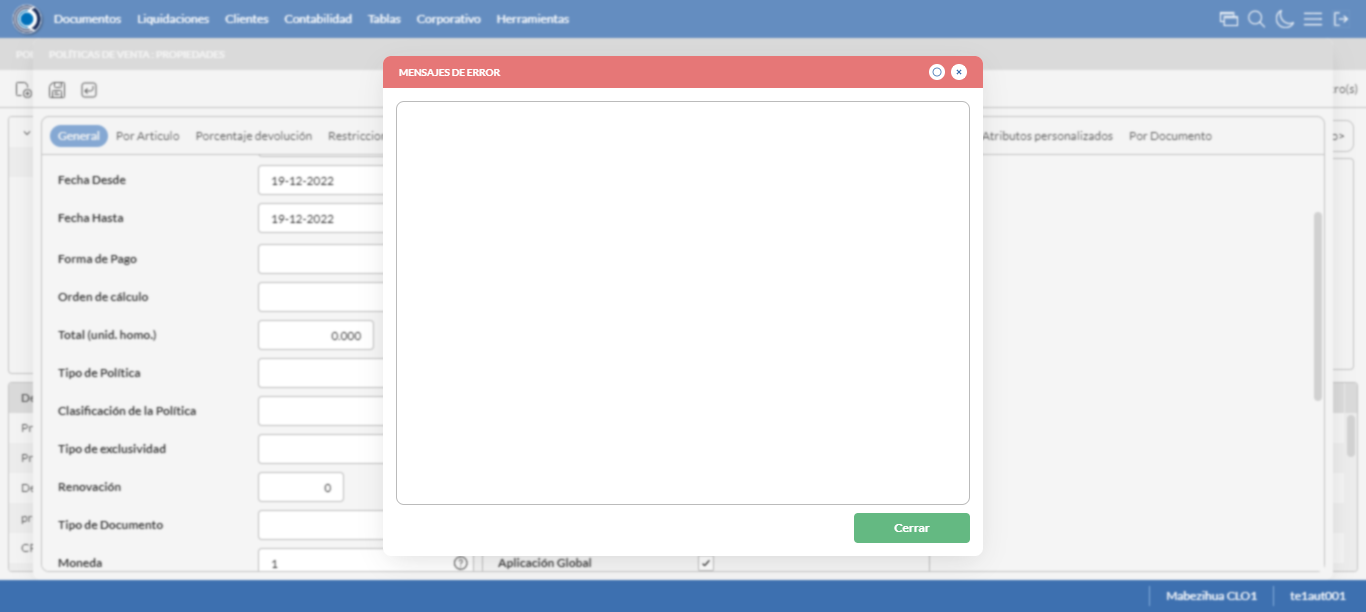 Documentos Liquidaciones Clientes Contabilidad Tablas Corporativo Herramientas
POLÍTICAS DE VENTA : PROPIEDADES
MENSAJES DE ERROR
General Por Artículo Porcentaje devolución Atributos personalizados Por Documento
Fecha Desde 19-12-2022
Fecha Hasta 19-12-2022
Forma de Pago
Orden de cálculo
Total (unid. homo.) 0.000
Tipo de Política
Clasificación de la Política
Tipo de exclusividad
Renovación 0
Tipo de Documento
Cerrar
Moneda 1 Aplicación Global
Mabezihua CLO1 te1aut001